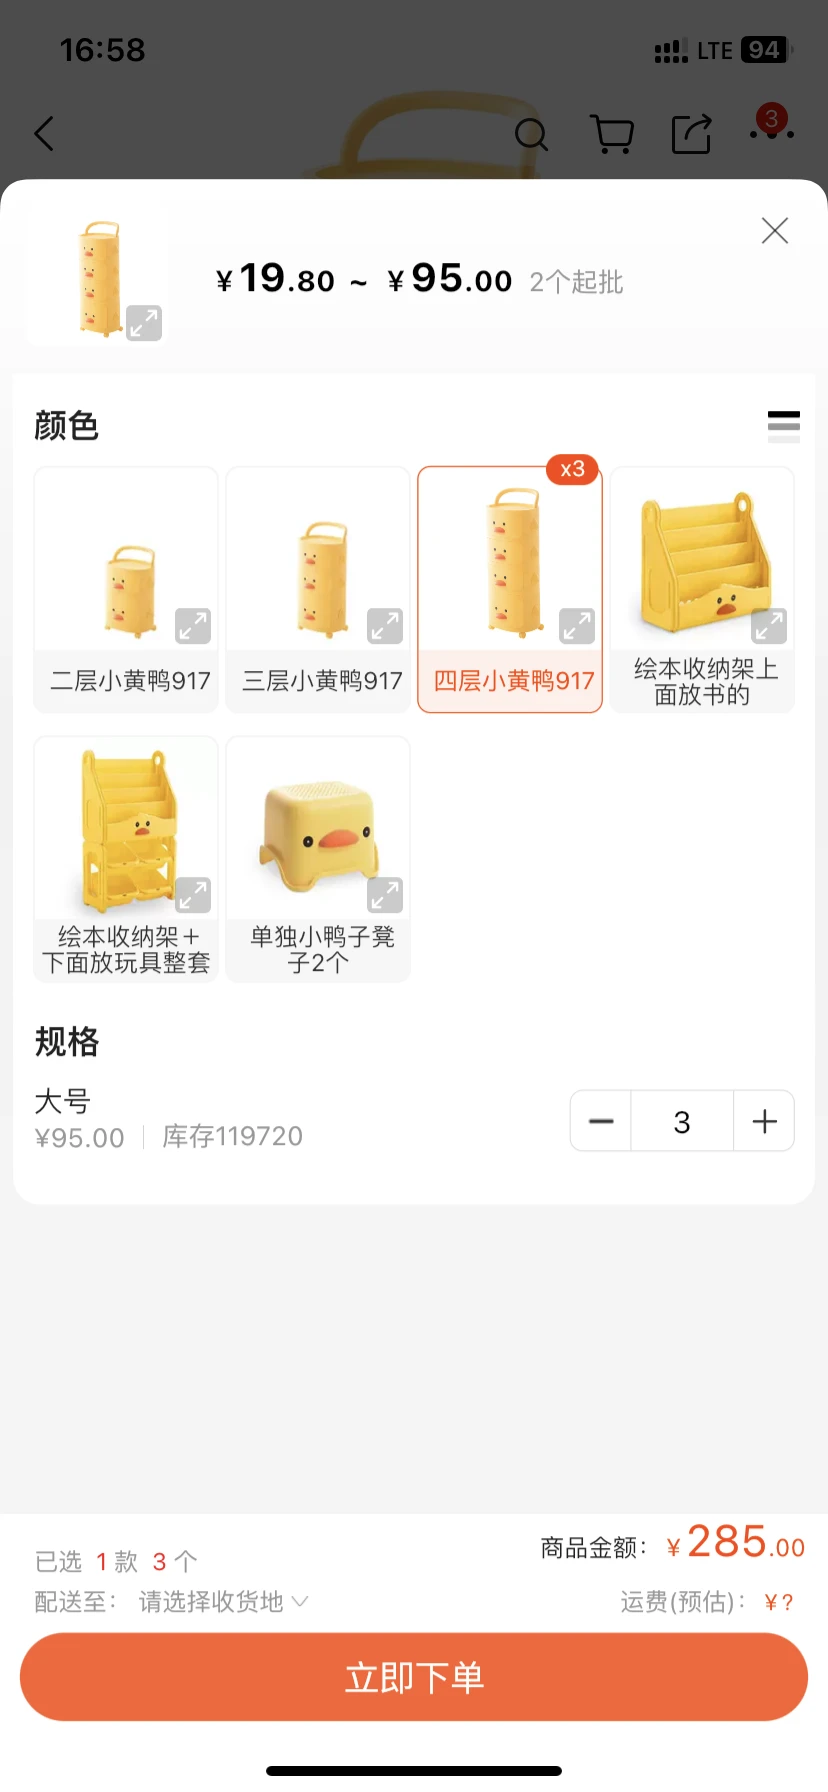 16:58
LTE 94
3
¥19.80 ~ ¥95.00 2个起批
颜色
x3
二层小黄鸭917
三层小黄鸭917
四层小黄鸭917
绘本收纳架上
面放书的
绘本收纳架＋
下面放玩具整套
单独小鸭子凳
子2个
规格
大号
¥95.00 库存119720
3
已选 1 款 3 个
商品金额：¥285.00
配送至：请选择收货地
运费(预估)：¥?
立即下单